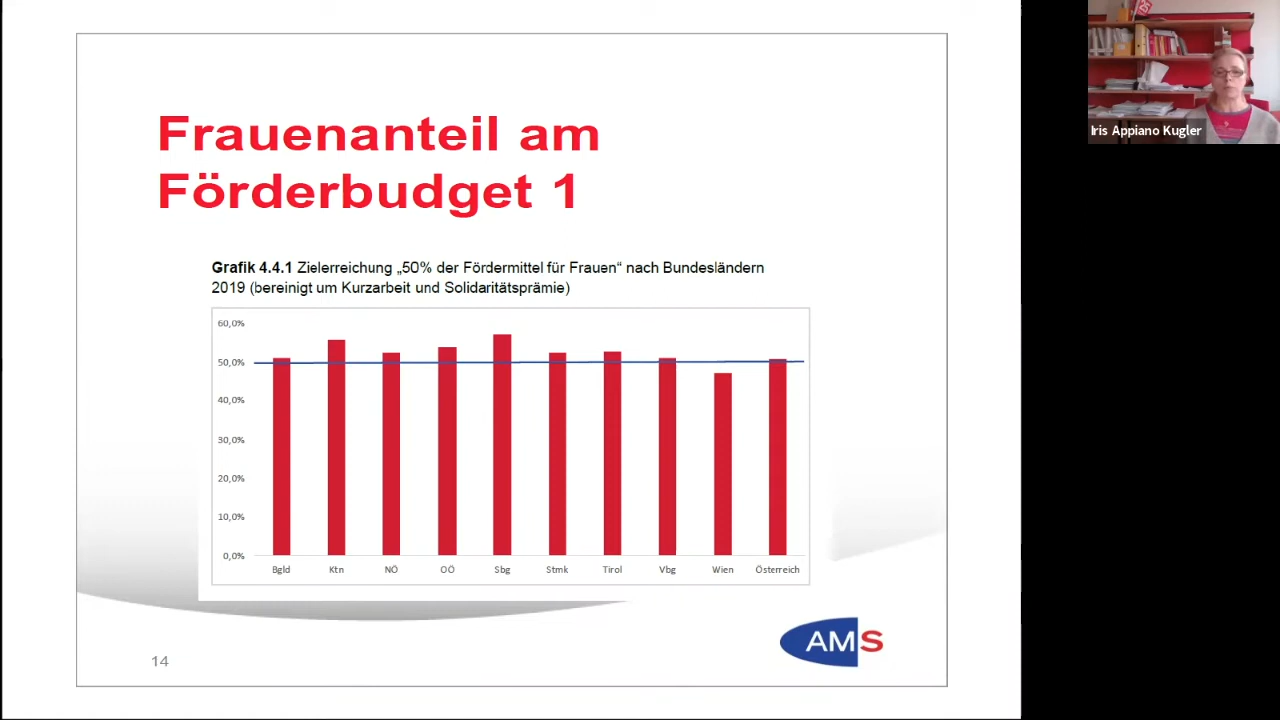 Frauenanteil am
Förderbudget 1
Grafik 4.4.1 Zielerreichung „50% der Fördermittel für Frauen“ nach Bundesländern
2019 (bereinigt um Kurzarbeit und Solidaritätsprämie)
60,0%
50,0%
40,0%
30,0%
20,0%
10,0%
0,0%
Bgld Ktn NÖ OÖ Sbg Stmk Tirol Vbg Wien Österreich
14
AMS
Iris Appiano Kugler